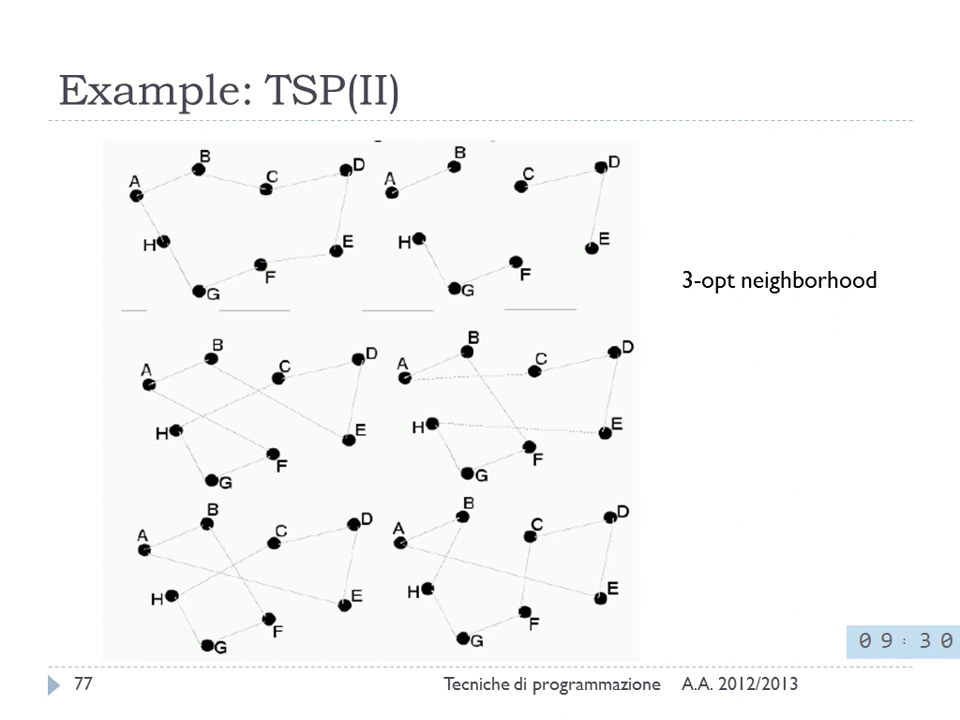 Example: TSP(II)
B
D
C
A
H
E
F
G
B
D
C
A
H
E
F
G
3-opt neighborhood
B
D
C
A
H
E
F
G
B
D
C
A
H
E
F
G
B
D
C
A
H
E
F
G
B
D
C
A
H
E
F
G
09:30
77 Tecniche di programmazione A.A. 2012/2013